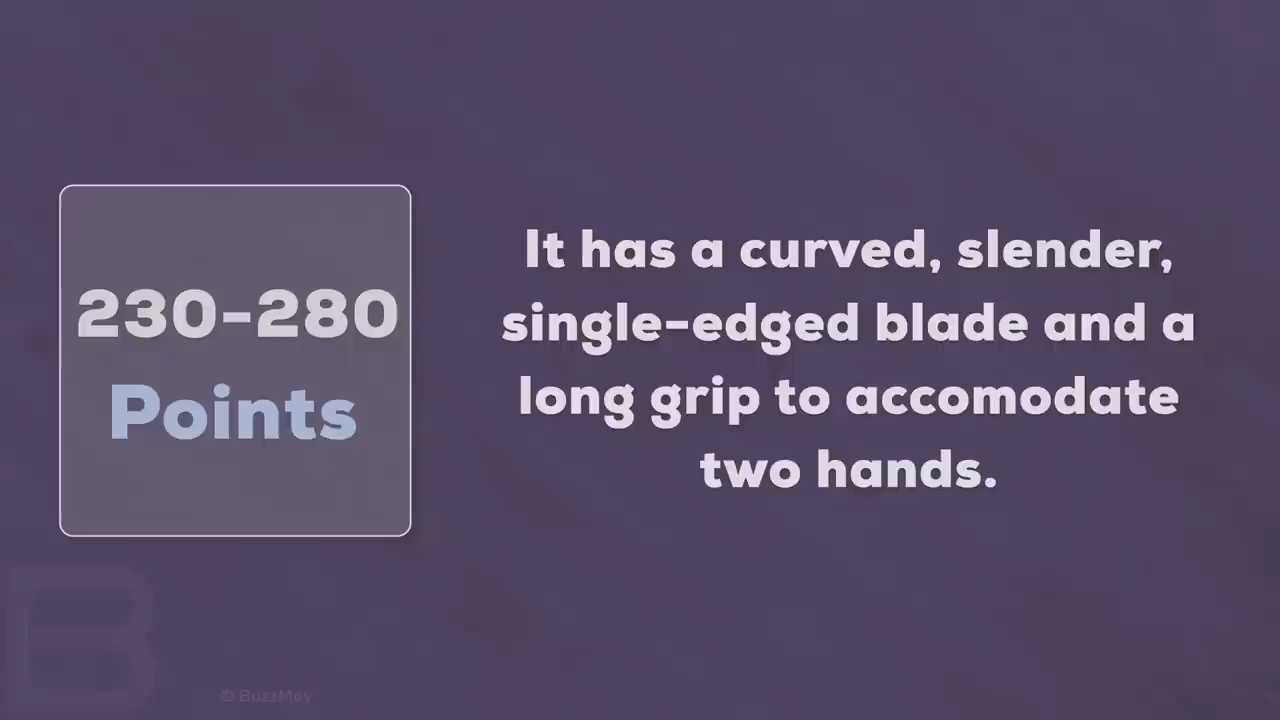 230-280
Points
It has a curved, slender,
single-edged blade and a
long grip to accomodate
two hands.
B
© BuzzMoy